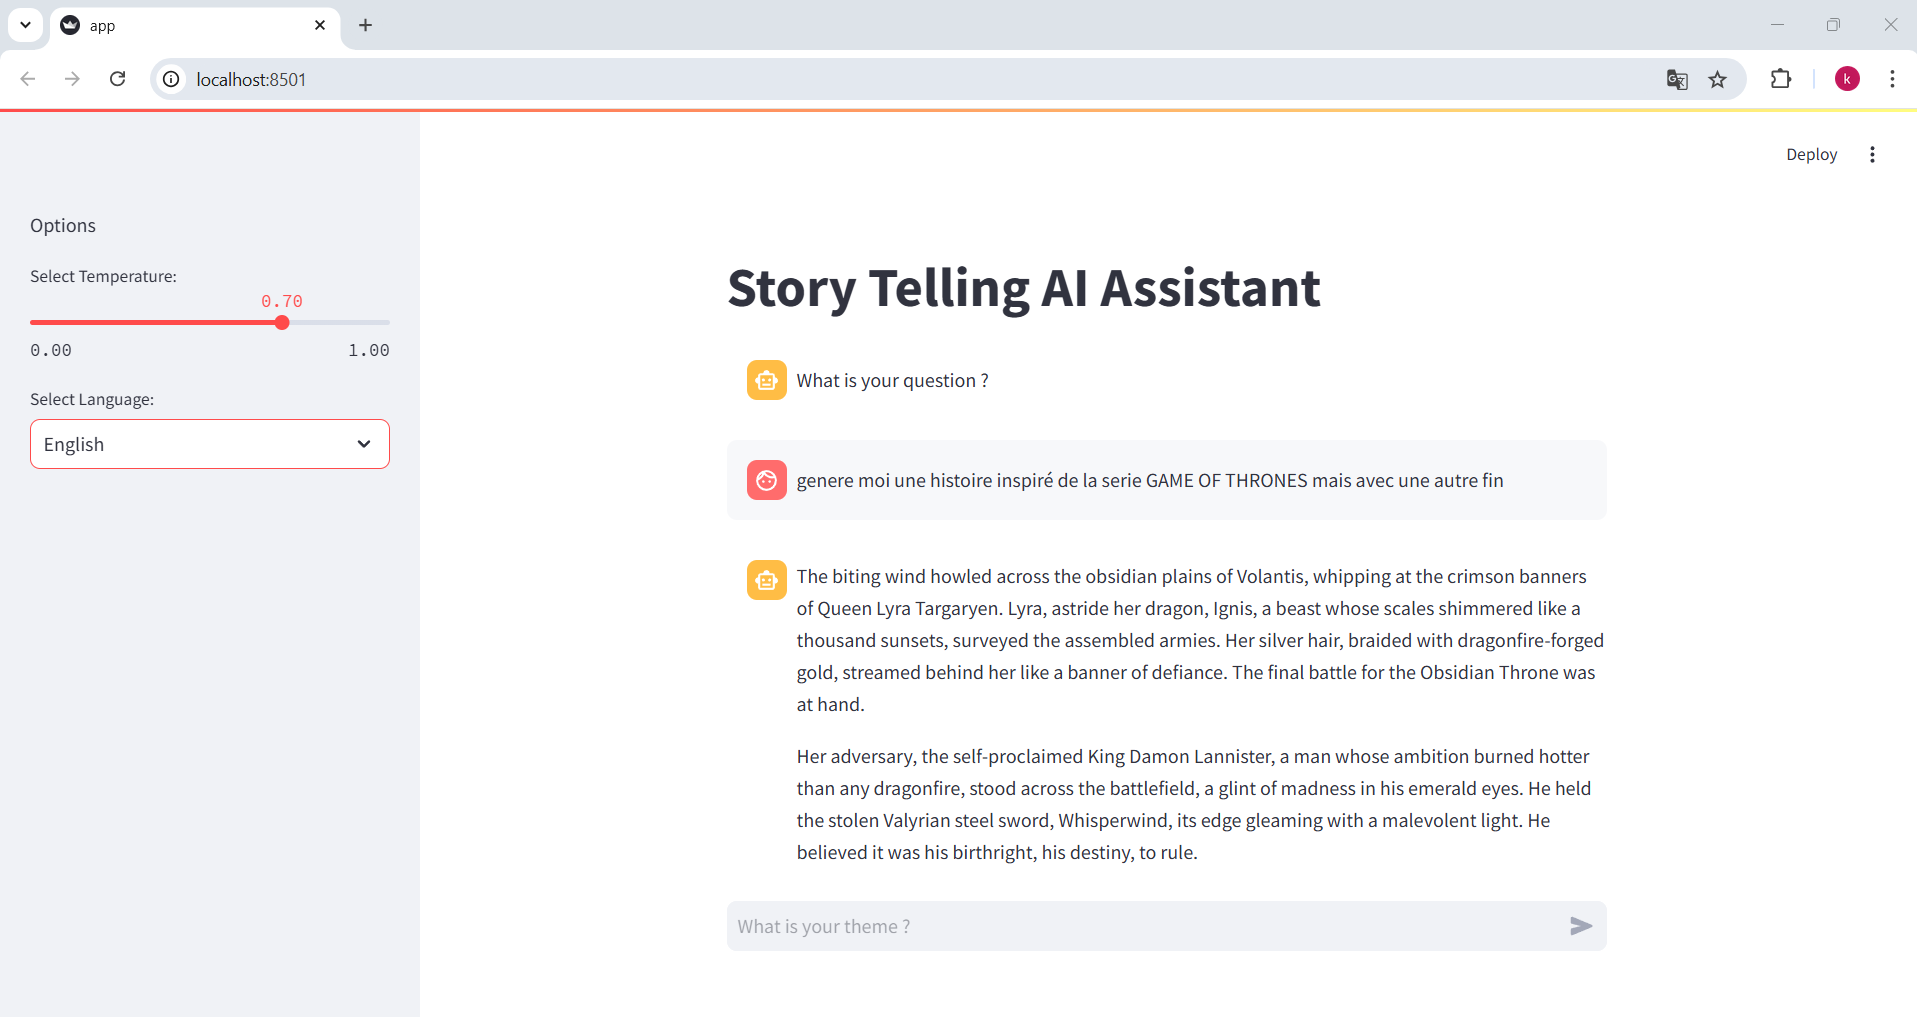 app
localhost:8501
k
Deploy
Options
Select Temperature:
0.70
0.00 1.00
Select Language:
English
Story Telling AI Assistant
What is your question ?
genere moi une histoire inspiré de la serie GAME OF THRONES mais avec une autre fin
The biting wind howled across the obsidian plains of Volantis, whipping at the crimson banners
of Queen Lyra Targaryen. Lyra, astride her dragon, Ignis, a beast whose scales shimmered like a
thousand sunsets, surveyed the assembled armies. Her silver hair, braided with dragonfire-forged
gold, streamed behind her like a banner of defiance. The final battle for the Obsidian Throne was
at hand.
Her adversary, the self-proclaimed King Damon Lannister, a man whose ambition burned hotter
than any dragonfire, stood across the battlefield, a glint of madness in his emerald eyes. He held
the stolen Valyrian steel sword, Whisperwind, its edge gleaming with a malevolent light. He
believed it was his birthright, his destiny, to rule.
What is your theme ?